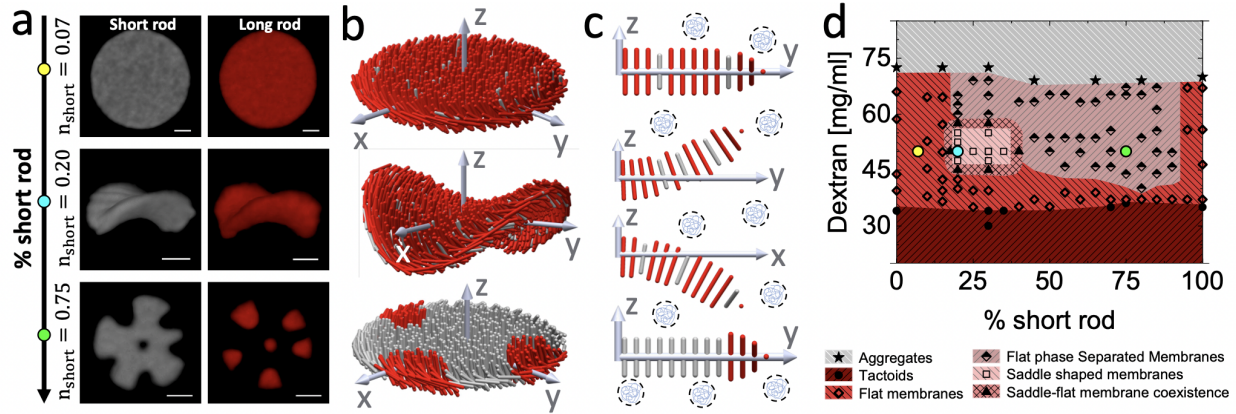 a
Short rod
Long rod
% short rod
n_short = 0.07
n_short = 0.20
n_short = 0.75
b
z
x
y
z
x
y
z
x
y
c
z
y
z
y
z
x
z
y
d
Dextran [mg/ml]
75
60
45
30
0
25
50
75
100
% short rod
Aggregates
Tactoids
Flat membranes
Flat phase Separated Membranes
Saddle shaped membranes
Saddle-flat membrane coexistence